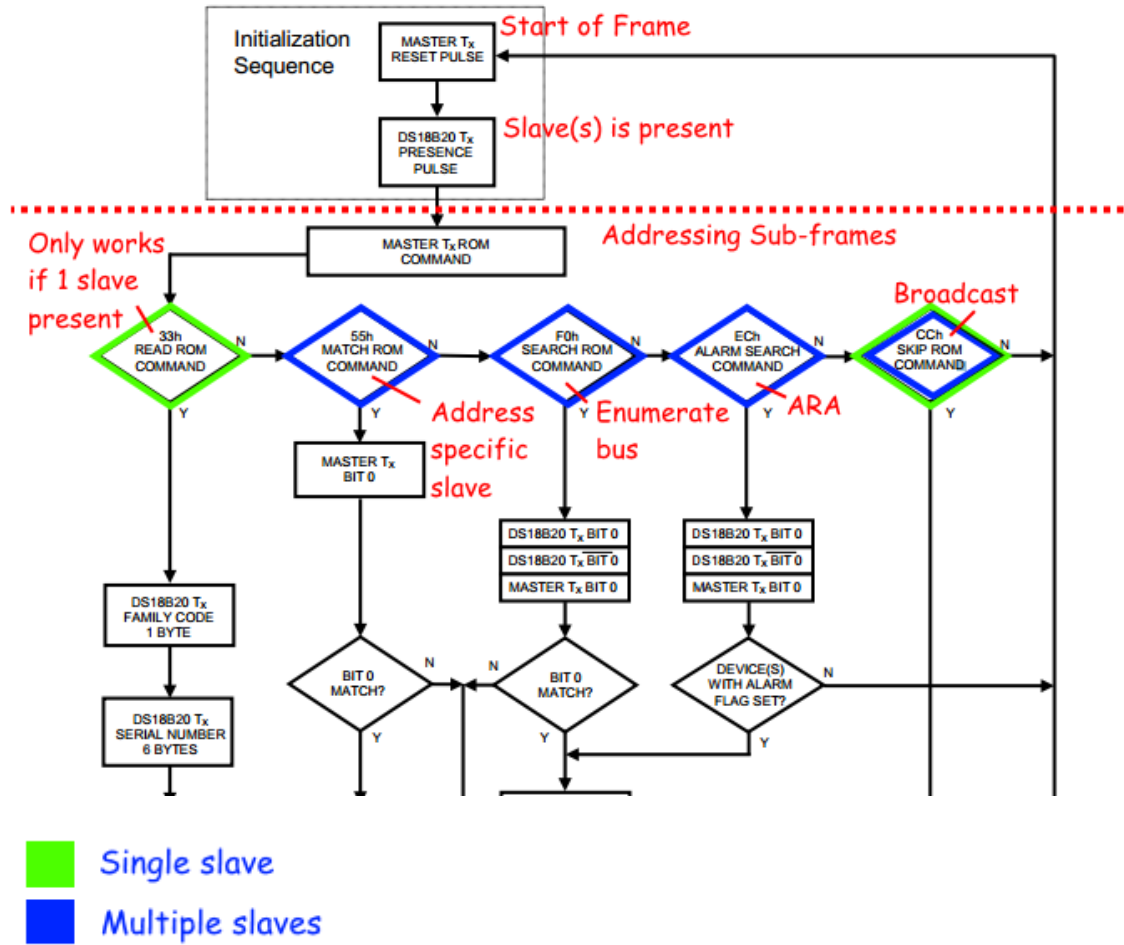 Initialization
Sequence
MASTER TX
RESET PULSE
Start of Frame
DS18B20 TX
PRESENCE
PULSE
Slave(s) is present
Only works
if 1 slave
present
MASTER TX ROM
COMMAND
Addressing Sub-frames
Broadcast
33h
READ ROM
COMMAND
N
Y
55h
MATCH ROM
COMMAND
N
Y
F0h
SEARCH ROM
COMMAND
N
Y
ECh
ALARM SEARCH
COMMAND
N
Y
CCh
SKIP ROM
COMMAND
N
Y
Address
specific
slave
Enumerate
bus
ARA
MASTER TX
BIT 0
DS18B20 TX BIT 0
DS18B20 TX BIT 0
MASTER TX BIT 0
DS18B20 TX BIT 0
DS18B20 TX BIT 0
MASTER TX BIT 0
DS18B20 TX
FAMILY CODE
1 BYTE
BIT 0
MATCH?
N
Y
BIT 0
MATCH?
N
Y
DEVICE(S)
WITH ALARM
FLAG SET?
N
Y
DS18B20 TX
SERIAL NUMBER
6 BYTES
Single slave
Multiple slaves